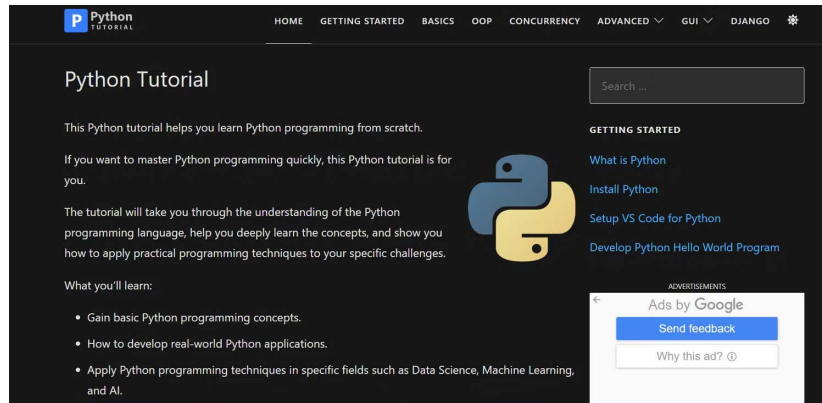 Python
TUTORIAL
HOME
GETTING STARTED
BASICS
OOP
CONCURRENCY
ADVANCED
GUI
DJANGO
Python Tutorial
This Python tutorial helps you learn Python programming from scratch.
If you want to master Python programming quickly, this Python tutorial is for
you.
The tutorial will take you through the understanding of the Python
programming language, help you deeply learn the concepts, and show you
how to apply practical programming techniques to your specific challenges.
What you'll learn:
• Gain basic Python programming concepts.
• How to develop real-world Python applications.
• Apply Python programming techniques in specific fields such as Data Science, Machine Learning,
and AI.
Search ...
GETTING STARTED
What is Python
Install Python
Setup VS Code for Python
Develop Python Hello World Program
ADVERTISEMENTS
Ads by Google
Send feedback
Why this ad?